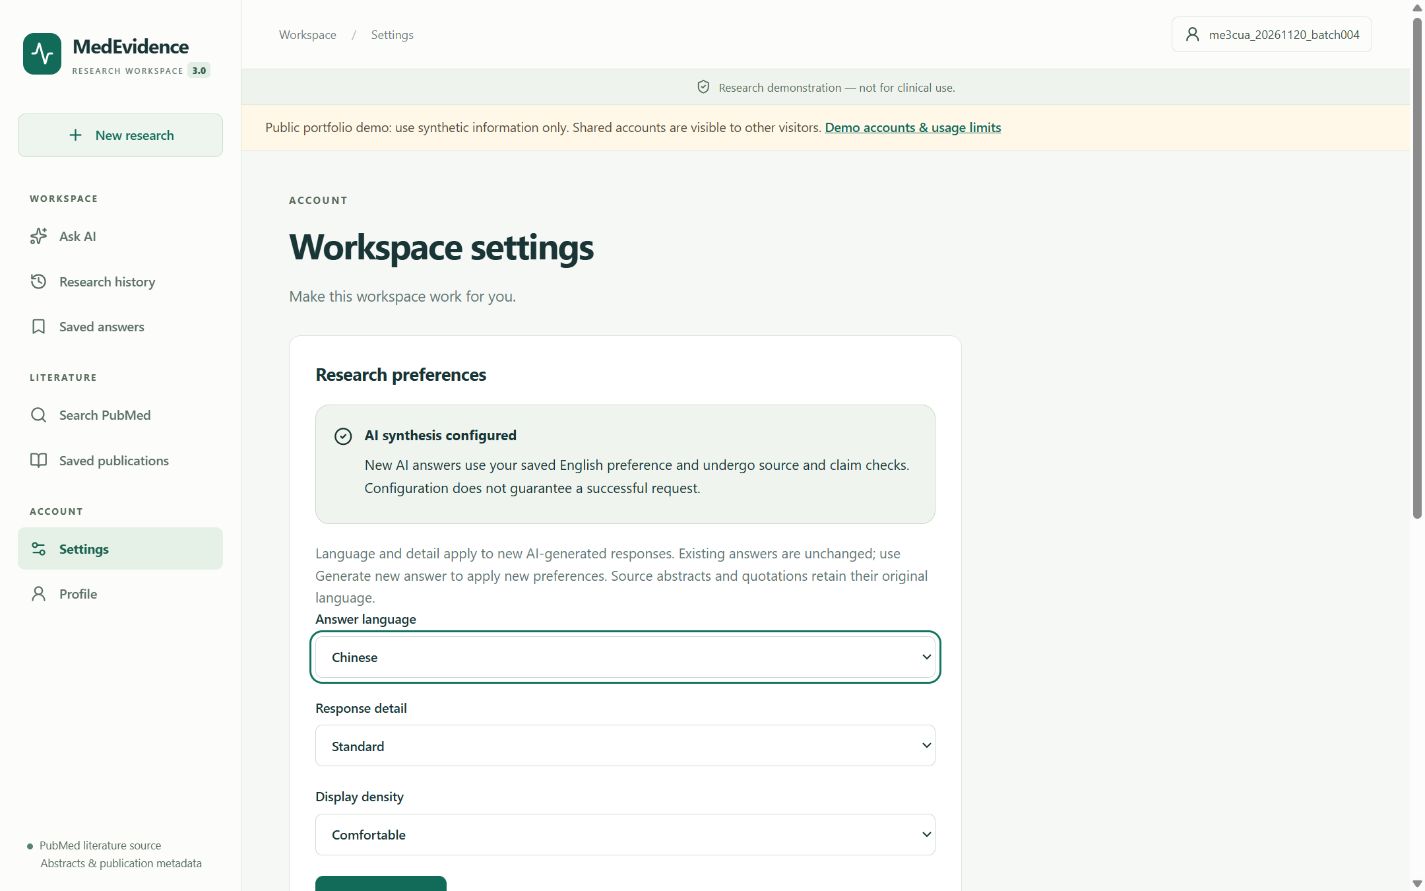 MedEvidence
RESEARCH WORKSPACE 3.0
New research
WORKSPACE
Ask AI
Research history
Saved answers
LITERATURE
Search PubMed
Saved publications
ACCOUNT
Settings
Profile
PubMed literature source
Abstracts & publication metadata
Workspace / Settings
me3cua_20261120_batch004
Research demonstration — not for clinical use.
Public portfolio demo: use synthetic information only. Shared accounts are visible to other visitors. Demo accounts & usage limits
ACCOUNT
Workspace settings
Make this workspace work for you.
Research preferences
AI synthesis configured
New AI answers use your saved English preference and undergo source and claim checks.
Configuration does not guarantee a successful request.
Language and detail apply to new AI-generated responses. Existing answers are unchanged; use
Generate new answer to apply new preferences. Source abstracts and quotations retain their original
language.
Answer language
Chinese
Response detail
Standard
Display density
Comfortable